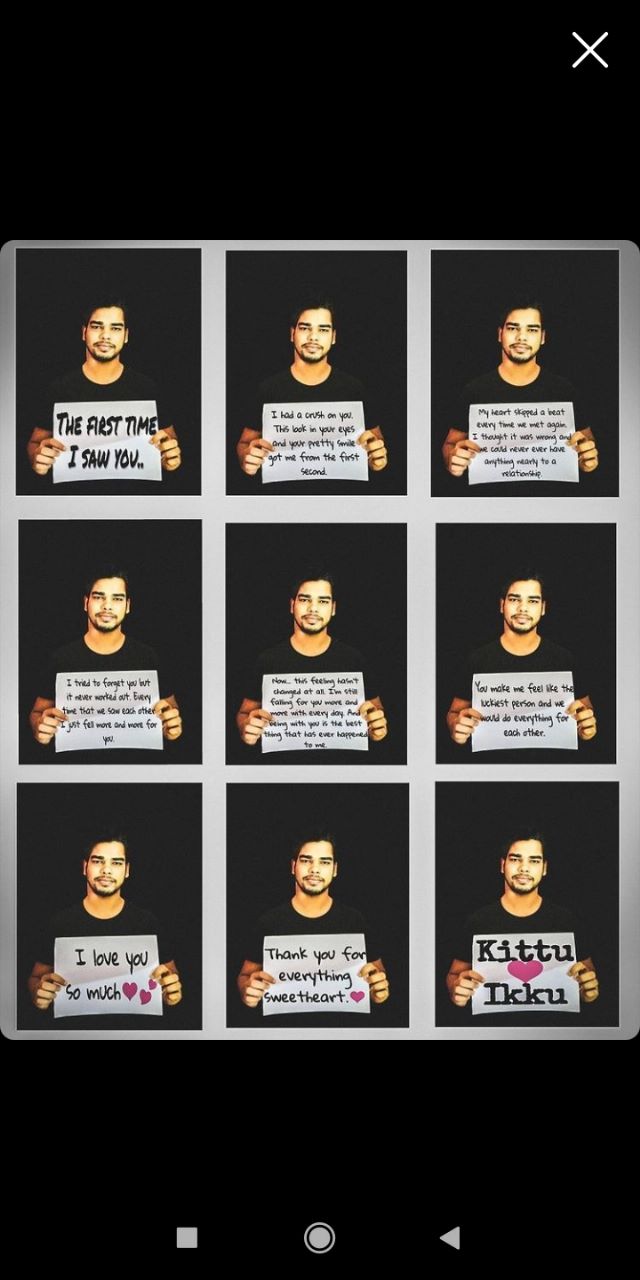 THE FIRST TIME
I SAW YOU..
I had a crush on you.
This look in your eyes
and your pretty smile
got me from the first
second.
My heart skipped a beat
every time we met again.
I thought it was wrong and
we could never ever have
anything nearly to a
relationship.
I tried to forget you but
it never worked out. Every
time that we saw each other
I just fell more and more for
you.
Now... this feeling hasn't
changed at all. I'm still
falling for you more and
more with every day. And
being with you is the best
thing that has ever happened
to me.
You make me feel like the
luckiest person and we
would do everything for
each other.
I love you
so much
Thank you for
everything
sweetheart.
Kittu
Ikku